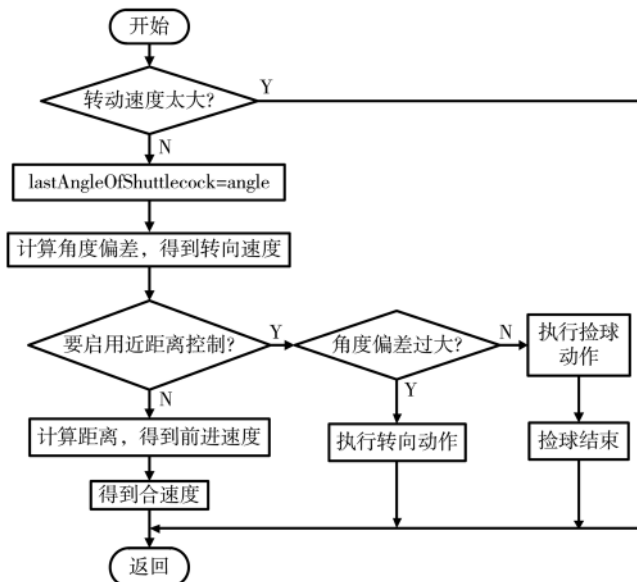 开始
转动速度太大?
Y
N
lastAngleOfShuttlecock=angle
计算角度偏差，得到转向速度
要启用近距离控制?
Y
角度偏差过大?
N
执行捡球
动作
N
Y
计算距离，得到前进速度
执行转向动作
捡球结束
得到合速度
返回